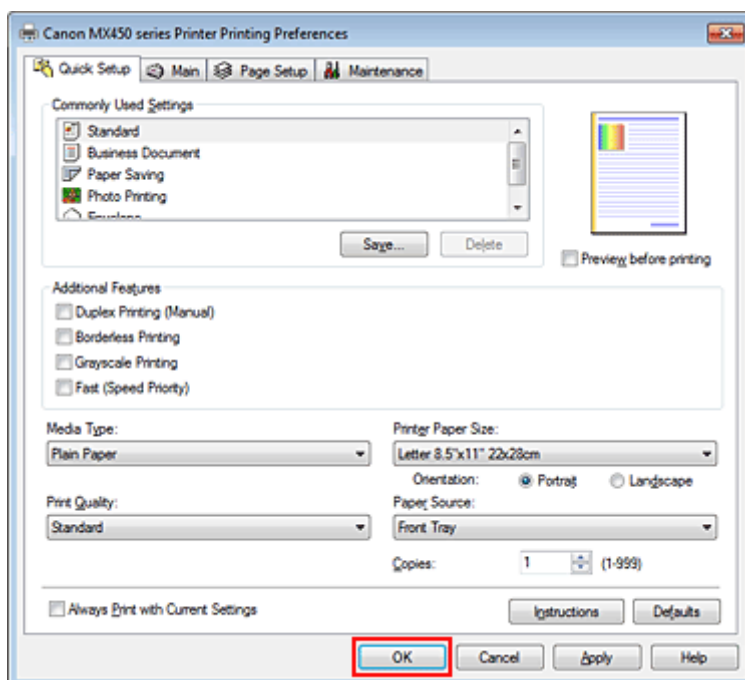 Canon MX450 series Printer Printing Preferences
Quick Setup Main Page Setup Maintenance
Commonly Used Settings
Standard
Business Document
Paper Saving
Photo Printing
Envelope
Save... Delete
Preview before printing
Additional Features
Duplex Printing (Manual)
Borderless Printing
Grayscale Printing
Fast (Speed Priority)
Media Type:
Plain Paper
Printer Paper Size:
Letter 8.5"x11" 22x28cm
Orientation: Portrait Landscape
Print Quality:
Standard
Paper Source:
Front Tray
Copies: 1 (1-999)
Always Print with Current Settings
Instructions Defaults
OK Cancel Apply Help